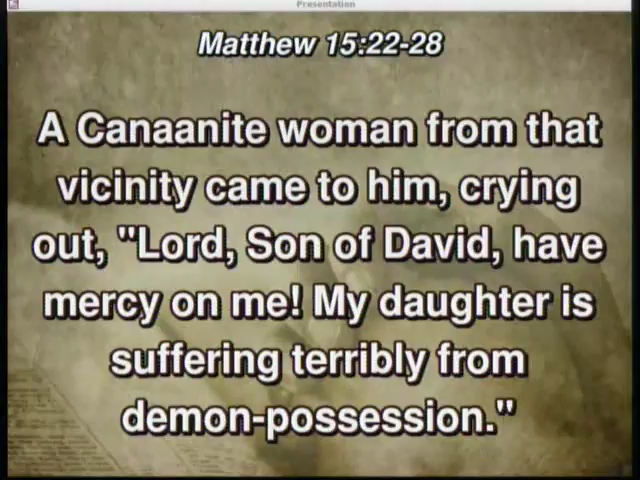 Presentation
Matthew 15:22-28
A Canaanite woman from that
vicinity came to him, crying
out, "Lord, Son of David, have
mercy on me! My daughter is
suffering terribly from
demon-possession."